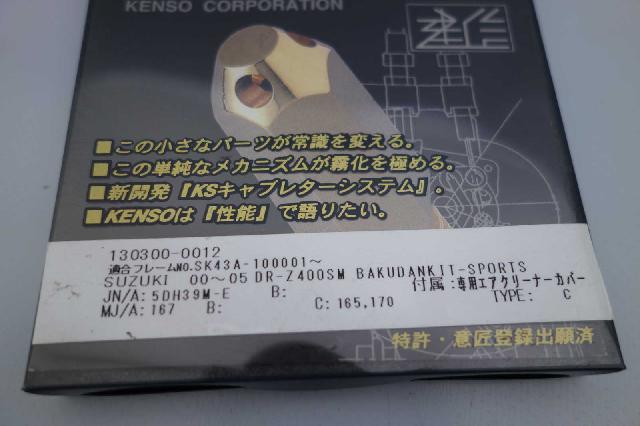 KENSO CORPORATION
■この小さなパーツが常識を変える。
■この単純なメカニズムが霧化を極める。
■新開発『KSキャブレターシステム』。
■KENSOは『性能』で語りたい。
130300-0012
適合フレームNO.SK43A-100001～
SUZUKI 00～05 DR-Z400SM BAKUDANKIT-SPORTS
JN/A: 5DH39M-E B: 付属:専用エアクリーナーカバー
MJ/A: 167 B: C: 165,170 TYPE: C
特許・意匠登録出願済